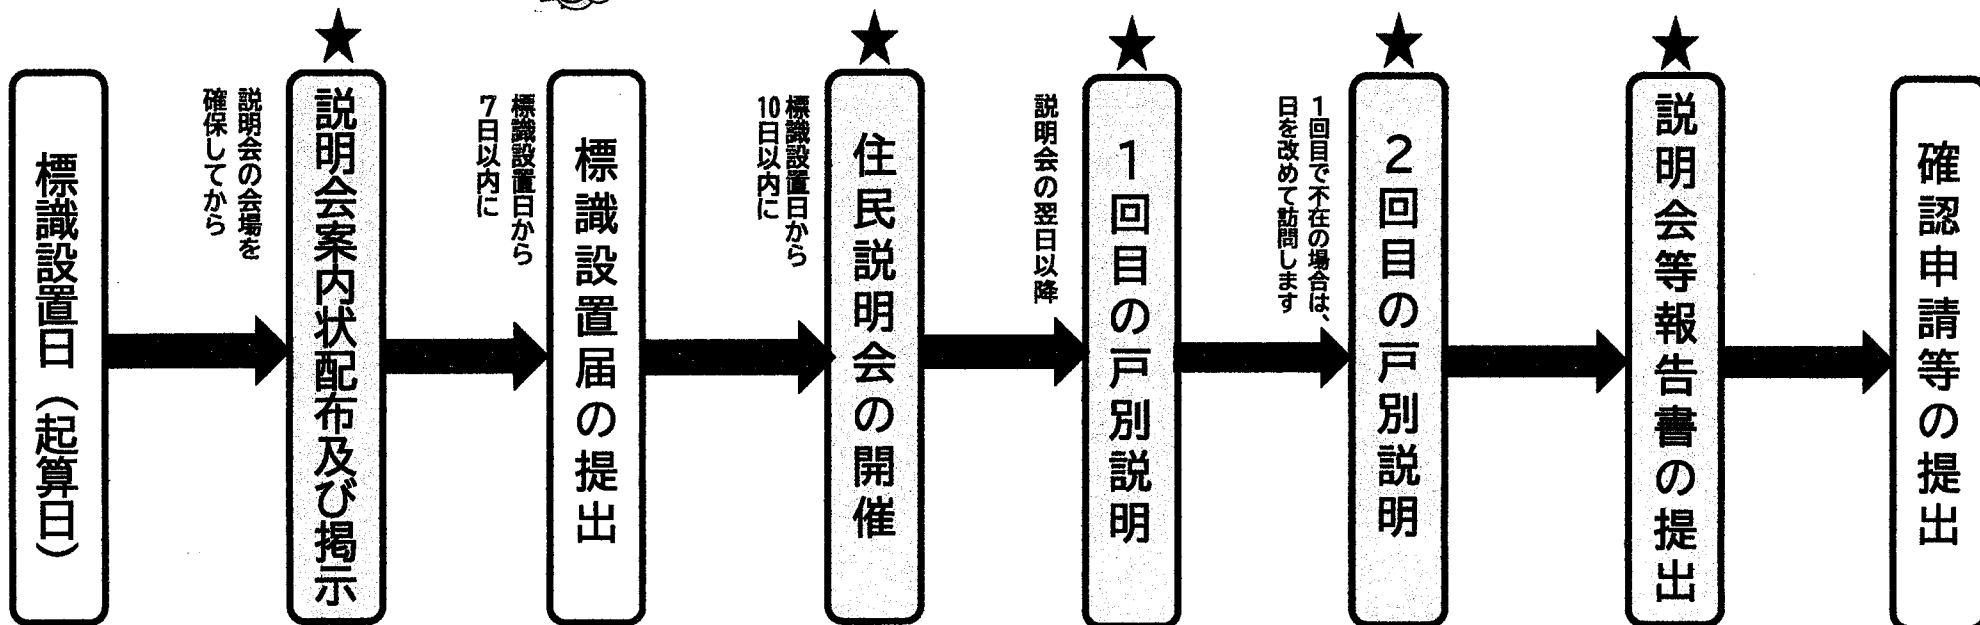 標識設置日（起算日）
説明会の会場を
確保してから
★
説明会案内状配布及び掲示
標識設置日から
7日以内に
標識設置届の提出
標識設置日から
10日以内に
★
住民説明会の開催
説明会の翌日以降
★
1回目の戸別説明
1回目で不在の場合は、
日を改めて訪問します
★
2回目の戸別説明
★
説明会等報告書の提出
確認申請等の提出